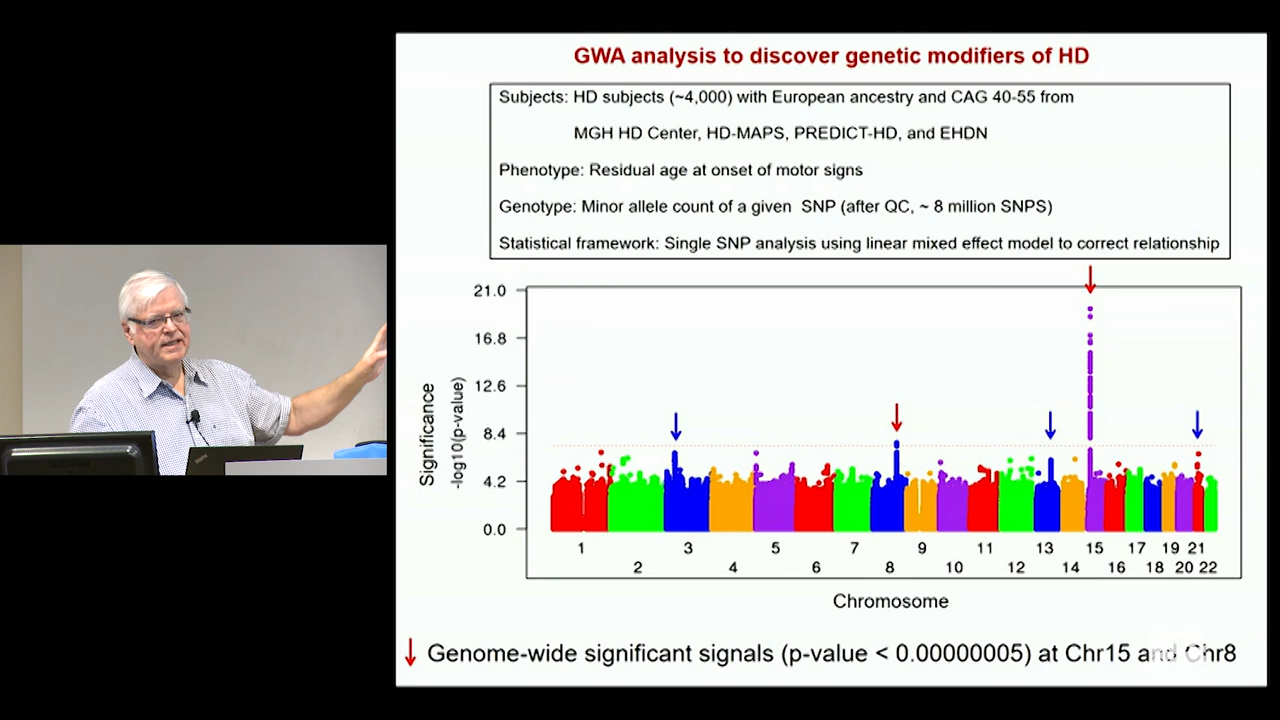 GWA analysis to discover genetic modifiers of HD
Subjects: HD subjects (~4,000) with European ancestry and CAG 40-55 from
MGH HD Center, HD-MAPS, PREDICT-HD, and EHDN
Phenotype: Residual age at onset of motor signs
Genotype: Minor allele count of a given SNP (after QC, ~ 8 million SNPS)
Statistical framework: Single SNP analysis using linear mixed effect model to correct relationship
21.0
16.8
12.6
8.4
4.2
0.0
Significance
-log10(p-value)
1 3 5 7 9 11 13 15 17 19 21
2 4 6 8 10 12 14 16 18 20 22
Chromosome
Genome-wide significant signals (p-value < 0.00000005) at Chr15 and Chr8